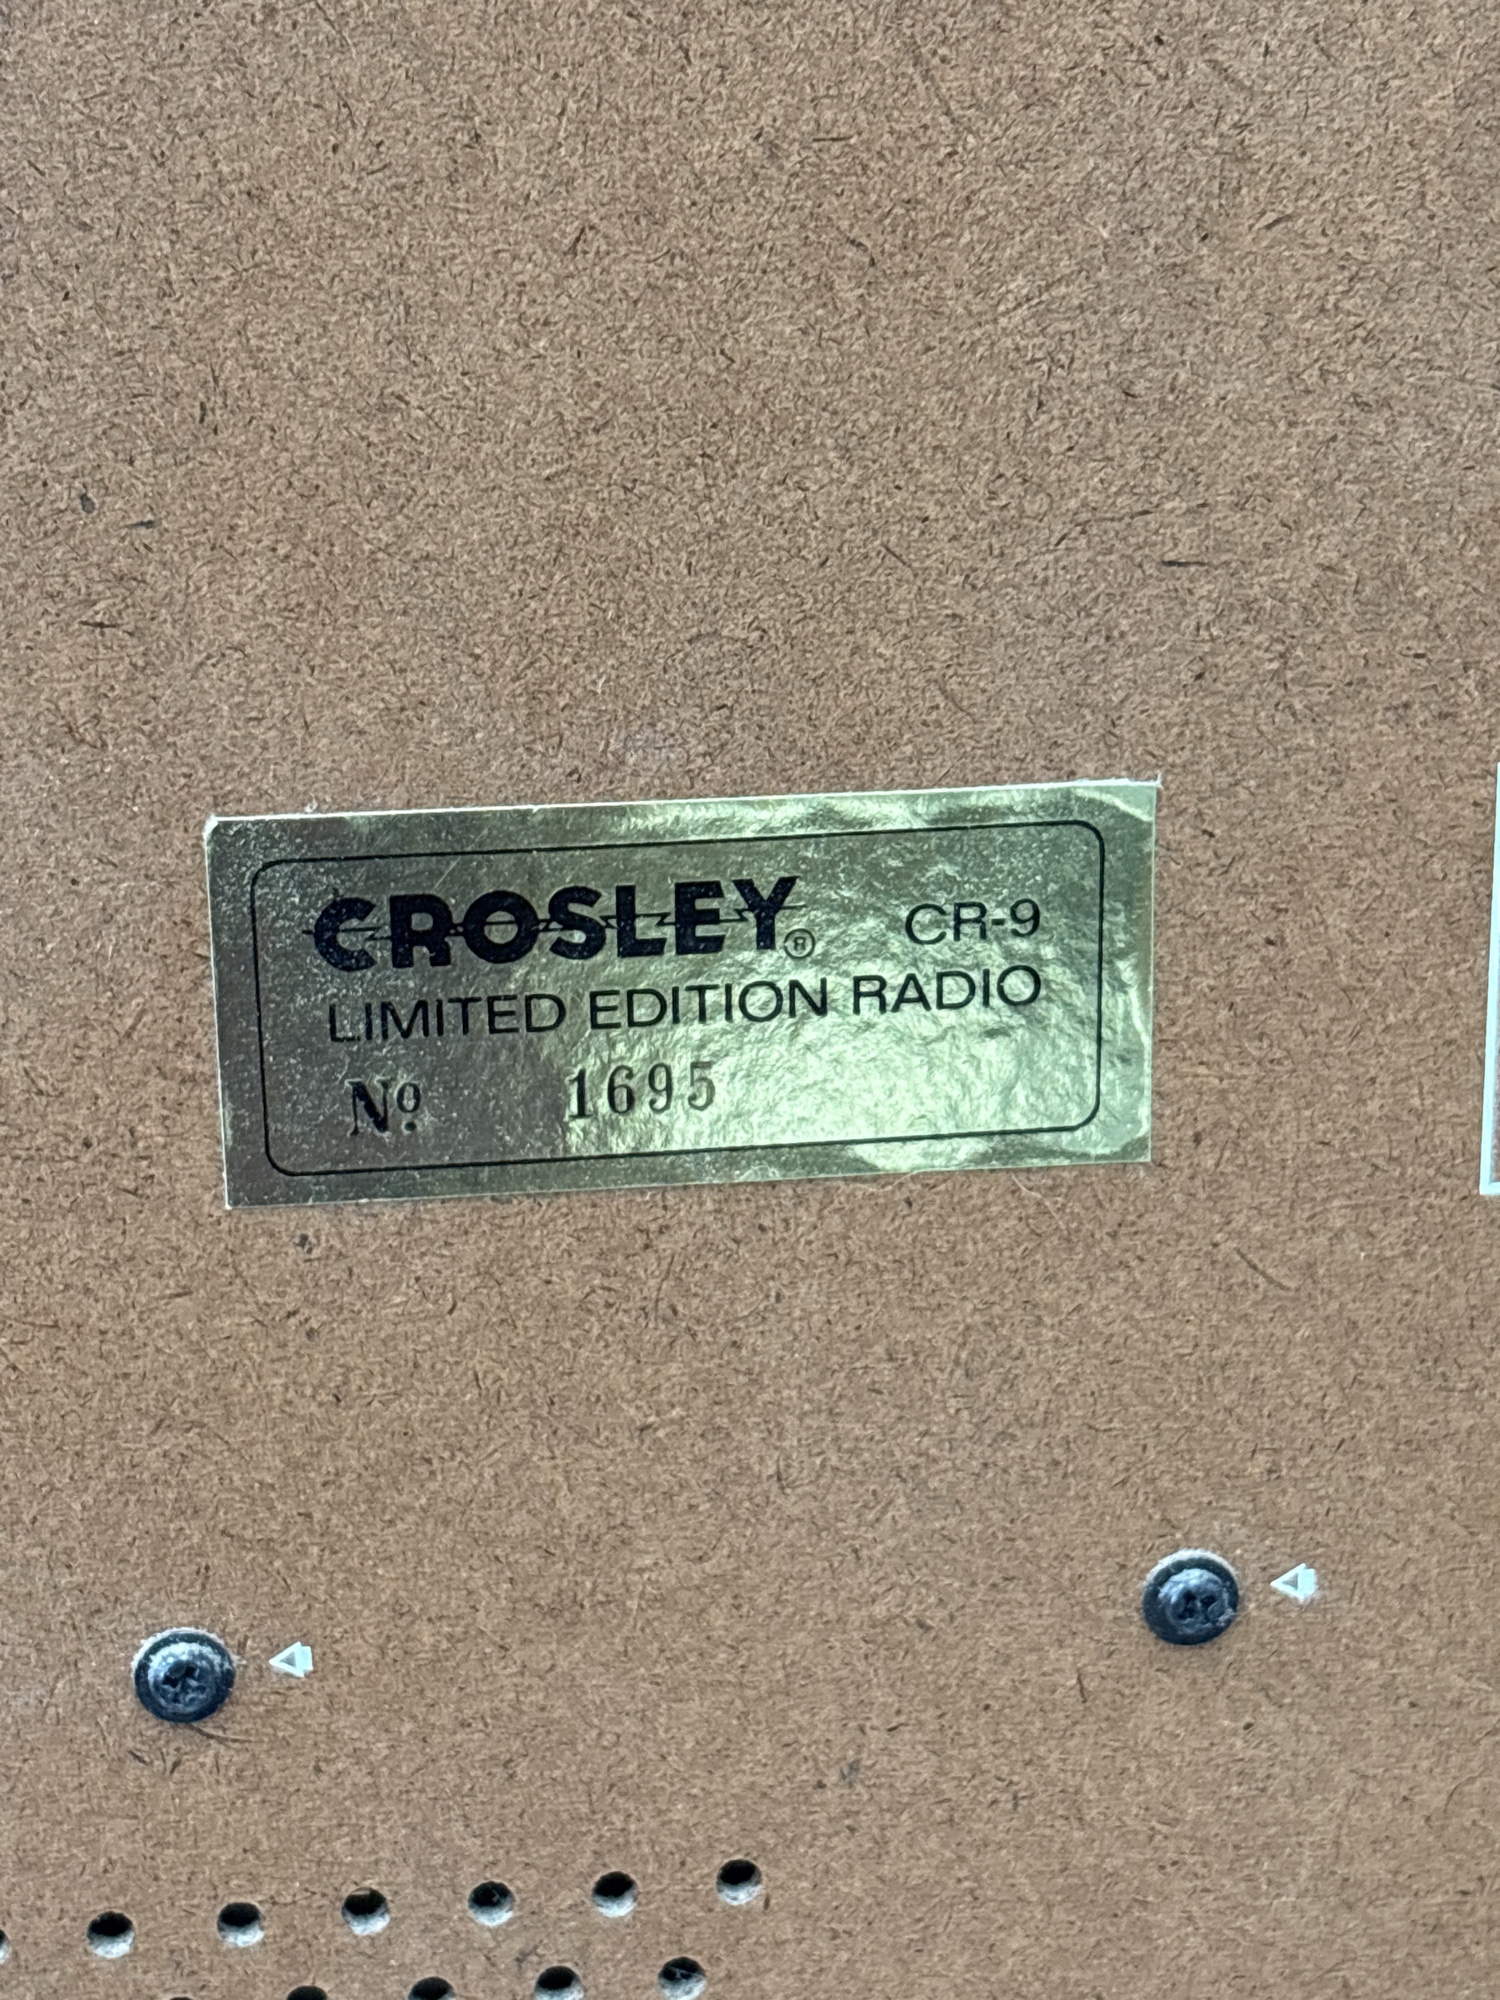 CROSLEY® CR-9
LIMITED EDITION RADIO
Nº 1695